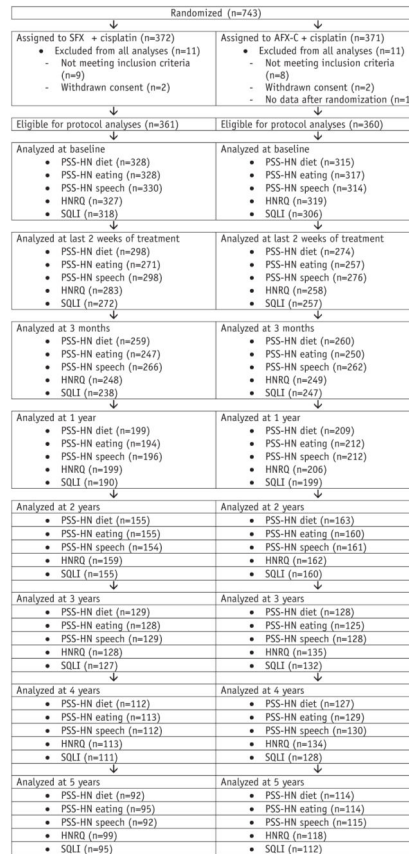 Randomized (n=743)
Assigned to SFX + cisplatin (n=372)
• Excluded from all analyses (n=11)
- Not meeting inclusion criteria
(n=9)
- Withdrawn consent (n=2)
Assigned to AFX-C + cisplatin (n=371)
• Excluded from all analyses (n=11)
- Not meeting inclusion criteria
(n=8)
- Withdrawn consent (n=2)
- No data after randomization (n=1
Eligible for protocol analyses (n=361)
Eligible for protocol analyses (n=360)
Analyzed at baseline
• PSS-HN diet (n=328)
• PSS-HN eating (n=328)
• PSS-HN speech (n=330)
• HNRQ (n=327)
• SQLI (n=318)
Analyzed at baseline
• PSS-HN diet (n=315)
• PSS-HN eating (n=317)
• PSS-HN speech (n=314)
• HNRQ (n=319)
• SQLI (n=306)
Analyzed at last 2 weeks of treatment
• PSS-HN diet (n=298)
• PSS-HN eating (n=271)
• PSS-HN speech (n=298)
• HNRQ (n=283)
• SQLI (n=272)
Analyzed at last 2 weeks of treatment
• PSS-HN diet (n=274)
• PSS-HN eating (n=257)
• PSS-HN speech (n=276)
• HNRQ (n=258)
• SQLI (n=257)
Analyzed at 3 months
• PSS-HN diet (n=259)
• PSS-HN eating (n=247)
• PSS-HN speech (n=266)
• HNRQ (n=248)
• SQLI (n=238)
Analyzed at 3 months
• PSS-HN diet (n=260)
• PSS-HN eating (n=250)
• PSS-HN speech (n=262)
• HNRQ (n=249)
• SQLI (n=247)
Analyzed at 1 year
• PSS-HN diet (n=199)
• PSS-HN eating (n=194)
• PSS-HN speech (n=196)
• HNRQ (n=199)
• SQLI (n=190)
Analyzed at 1 year
• PSS-HN diet (n=209)
• PSS-HN eating (n=212)
• PSS-HN speech (n=212)
• HNRQ (n=206)
• SQLI (n=199)
Analyzed at 2 years
• PSS-HN diet (n=155)
• PSS-HN eating (n=155)
• PSS-HN speech (n=154)
• HNRQ (n=159)
• SQLI (n=155)
Analyzed at 2 years
• PSS-HN diet (n=163)
• PSS-HN eating (n=160)
• PSS-HN speech (n=161)
• HNRQ (n=162)
• SQLI (n=160)
Analyzed at 3 years
• PSS-HN diet (n=129)
• PSS-HN eating (n=128)
• PSS-HN speech (n=129)
• HNRQ (n=128)
• SQLI (n=127)
Analyzed at 3 years
• PSS-HN diet (n=128)
• PSS-HN eating (n=125)
• PSS-HN speech (n=128)
• HNRQ (n=135)
• SQLI (n=132)
Analyzed at 4 years
• PSS-HN diet (n=112)
• PSS-HN eating (n=113)
• PSS-HN speech (n=112)
• HNRQ (n=113)
• SQLI (n=111)
Analyzed at 4 years
• PSS-HN diet (n=127)
• PSS-HN eating (n=129)
• PSS-HN speech (n=130)
• HNRQ (n=134)
• SQLI (n=128)
Analyzed at 5 years
• PSS-HN diet (n=92)
• PSS-HN eating (n=95)
• PSS-HN speech (n=92)
• HNRQ (n=99)
• SQLI (n=95)
Analyzed at 5 years
• PSS-HN diet (n=114)
• PSS-HN eating (n=114)
• PSS-HN speech (n=115)
• HNRQ (n=118)
• SQLI (n=112)